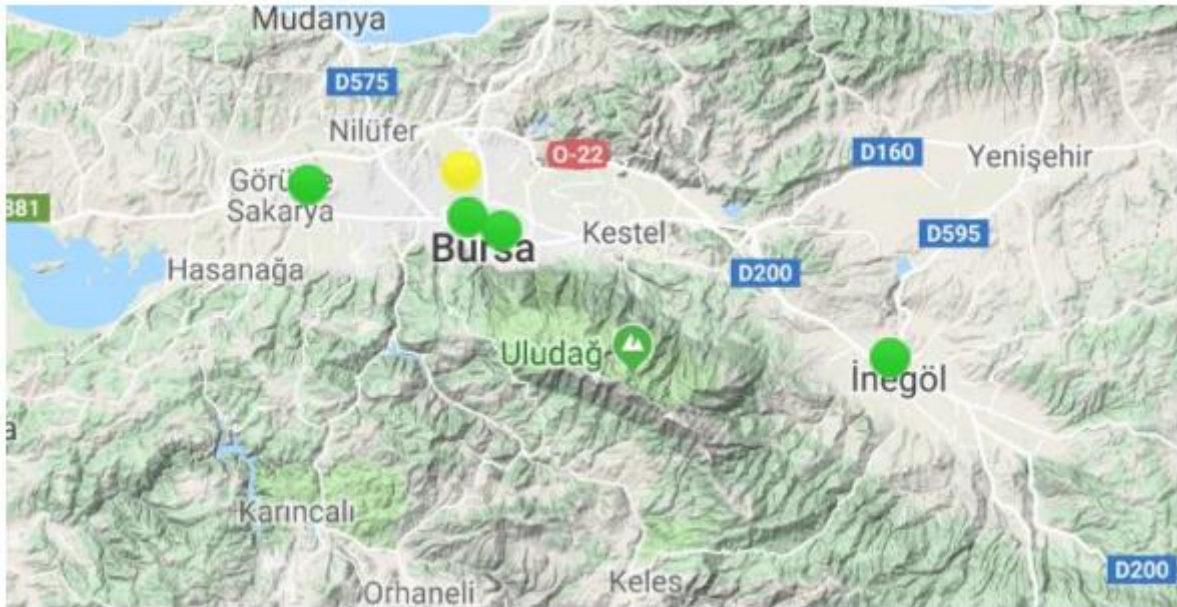 Mudanya
D575
Nilüfer
O-22
D160
Yenişehir
Sakarya
Bursa
Kestel
D595
Hasanağa
D200
Uludağ
İnegöl
Karıncalı
D200
Orhaneli
Keles